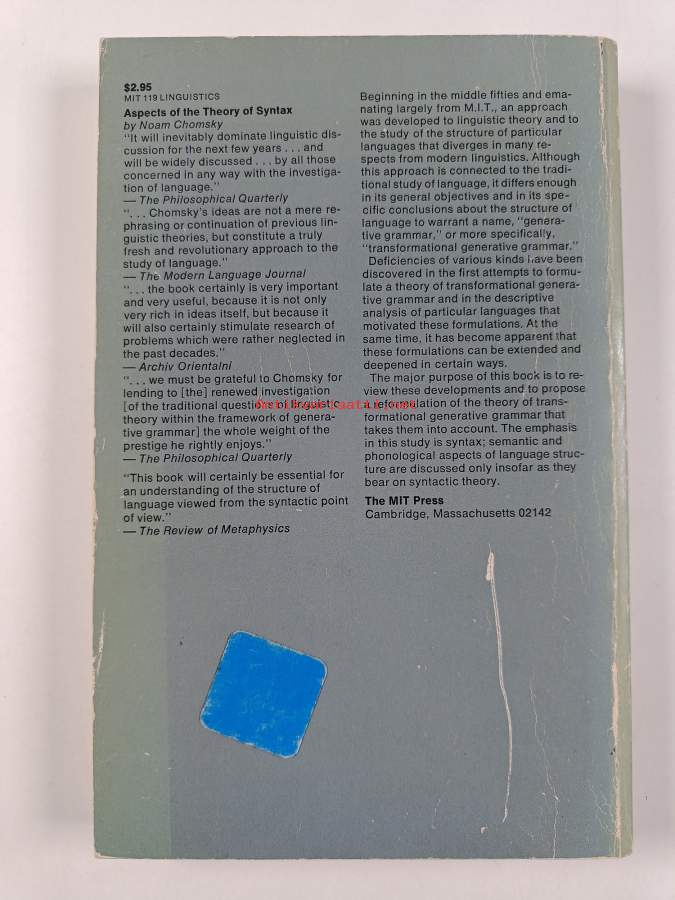 $2.95
MIT 119 LINGUISTICS
Aspects of the Theory of Syntax
by Noam Chomsky
"It will inevitably dominate linguistic dis-
cussion for the next few years . . . and
will be widely discussed . . . by all those
concerned in any way with the investiga-
tion of language."
— The Philosophical Quarterly
". . . Chomsky's ideas are not a mere re-
phrasing or continuation of previous lin-
guistic theories, but constitute a truly
fresh and revolutionary approach to the
study of language."
— The Modern Language Journal
". . . the book certainly is very important
and very useful, because it is not only
very rich in ideas itself, but because it
will also certainly stimulate research of
problems which were rather neglected in
the past decades."
— Archiv Orientalni
". . . we must be grateful to Chomsky for
lending to [the] renewed investigation
[of the traditional questions of linguistic
theory within the framework of genera-
tive grammar] the whole weight of the
prestige he rightly enjoys."
— The Philosophical Quarterly
"This book will certainly be essential for
an understanding of the structure of
language viewed from the syntactic point
of view."
— The Review of Metaphysics
Beginning in the middle fifties and ema-
nating largely from M.I.T., an approach
was developed to linguistic theory and to
the study of the structure of particular
languages that diverges in many re-
spects from modern linguistics. Although
this approach is connected to the tradi-
tional study of language, it differs enough
in its general objectives and in its spe-
cific conclusions about the structure of
language to warrant a name, "genera-
tive grammar," or more specifically,
"transformational generative grammar."
Deficiencies of various kinds have been
discovered in the first attempts to formu-
late a theory of transformational genera-
tive grammar and in the descriptive
analysis of particular languages that
motivated these formulations. At the
same time, it has become apparent that
these formulations can be extended and
deepened in certain ways.
The major purpose of this book is to re-
view these developments and to propose
a reformulation of the theory of trans-
formational generative grammar that
takes them into account. The emphasis
in this study is syntax; semantic and
phonological aspects of language struc-
ture are discussed only insofar as they
bear on syntactic theory.
The MIT Press
Cambridge, Massachusetts 02142